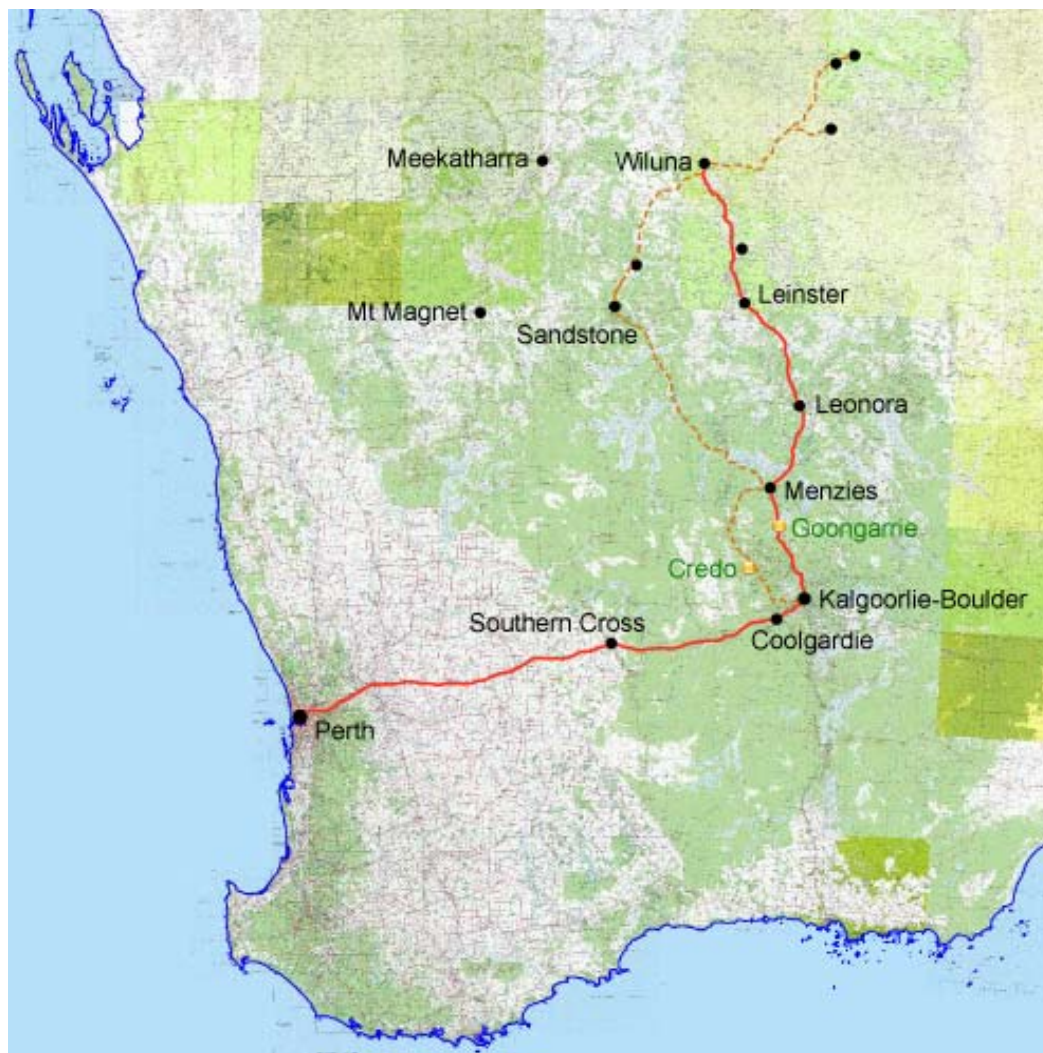 Meekatharra
Wiluna
Leinster
Mt Magnet
Sandstone
Leonora
Menzies
Goongarrie
Credo
Kalgoorlie-Boulder
Southern Cross
Coolgardie
Perth